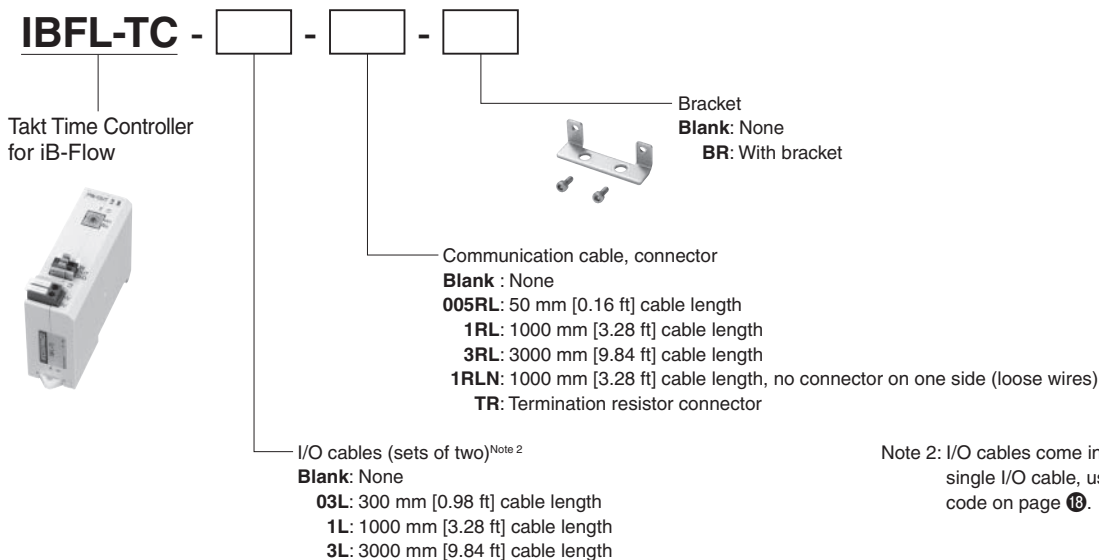 IBFL-TC - - -
Takt Time Controller
for iB-Flow
Bracket
Blank: None
BR: With bracket
Communication cable, connector
Blank : None
005RL: 50 mm [0.16 ft] cable length
1RL: 1000 mm [3.28 ft] cable length
3RL: 3000 mm [9.84 ft] cable length
1RLN: 1000 mm [3.28 ft] cable length, no connector on one side (loose wires)
TR: Termination resistor connector
I/O cables (sets of two)Note 2
Blank: None
03L: 300 mm [0.98 ft] cable length
1L: 1000 mm [3.28 ft] cable length
3L: 3000 mm [9.84 ft] cable length
Note 2: I/O cables come in
single I/O cable, us
code on page ⓲.